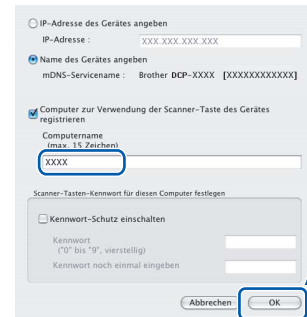 IP-Adresse des Gerätes angeben
IP-Adresse : XXX.XXX.XXX.XXX
Name des Gerätes angeben
mDNS-Servicename : Brother DCP-XXXX [XXXXXXXXXXXX]
Computer zur Verwendung der Scanner-Taste des Gerätes
registrieren
Computername
(max. 15 Zeichen)
XXXX
Scanner-Tasten-Kennwort für diesen Computer festlegen
Kennwort-Schutz einschalten
Kennwort
("0" bis "9", vierstellig)
Kennwort noch einmal eingeben
Abbrechen OK